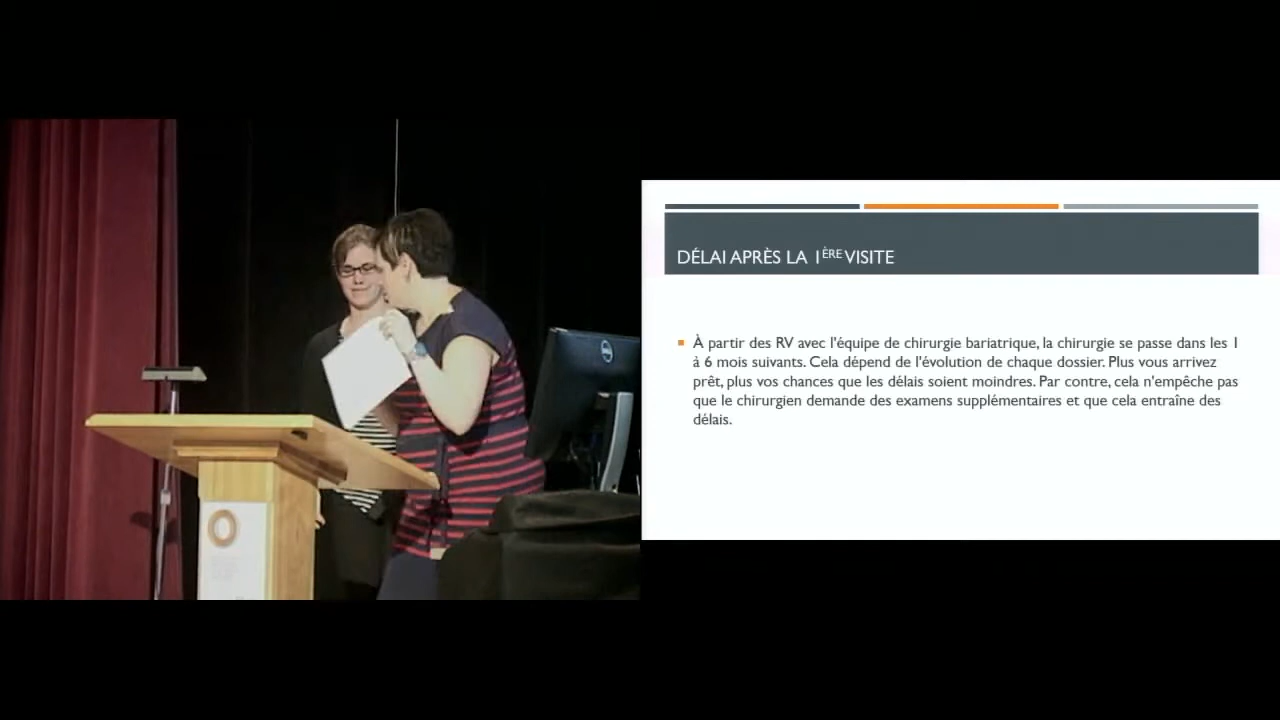 DÉLAI APRÈS LA 1ÈRE VISITE
À partir des RV avec l'équipe de chirurgie bariatrique, la chirurgie se passe dans les 1
à 6 mois suivants. Cela dépend de l'évolution de chaque dossier. Plus vous arrivez
prêt, plus vos chances que les délais soient moindres. Par contre, cela n'empêche pas
que le chirurgien demande des examens supplémentaires et que cela entraîne des
délais.
DELL